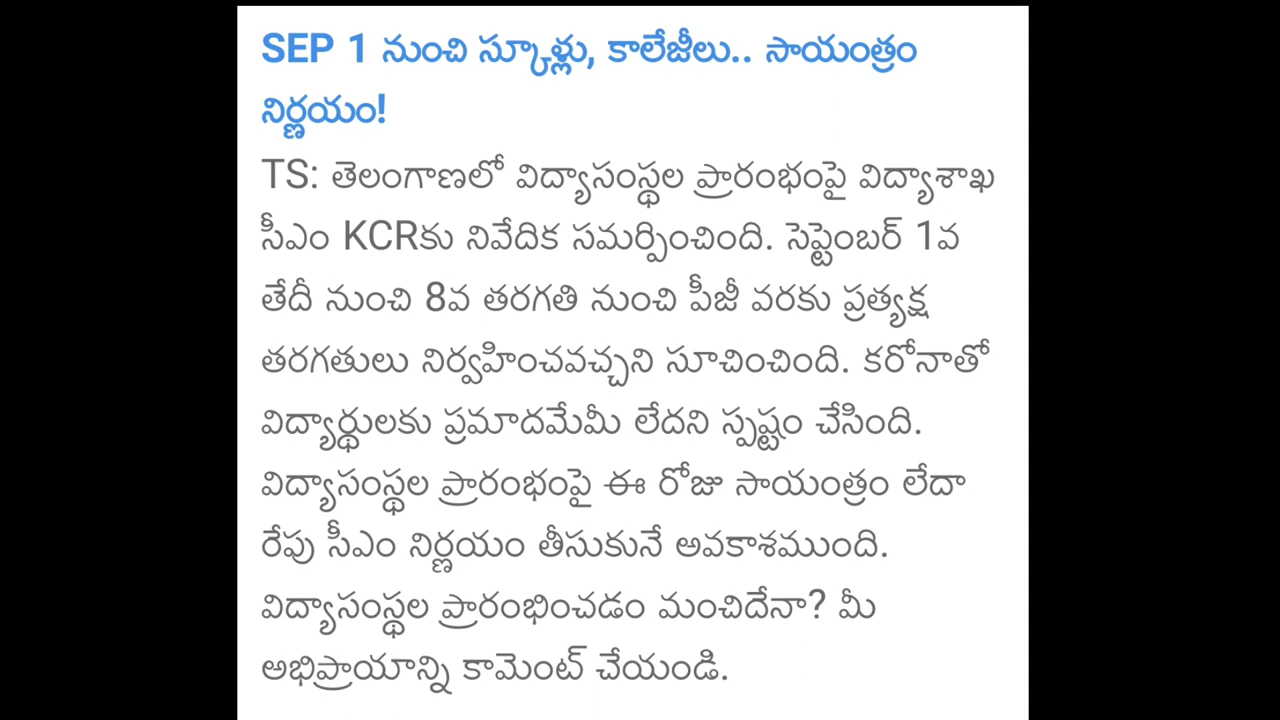 SEP 1 నుంచి స్కూళ్లు, కాలేజీలు.. సాయంత్రం
నిర్ణయం!
TS: తెలంగాణలో విద్యాసంస్థల ప్రారంభంపై విద్యాశాఖ
సీఎం KCRకు నివేదిక సమర్పించింది. సెప్టెంబర్ 1వ
తేదీ నుంచి 8వ తరగతి నుంచి పీజీ వరకు ప్రత్యక్ష
తరగతులు నిర్వహించవచ్చని సూచించింది. కరోనాతో
విద్యార్థులకు ప్రమాదమేమీ లేదని స్పష్టం చేసింది.
విద్యాసంస్థల ప్రారంభంపై ఈ రోజు సాయంత్రం లేదా
రేపు సీఎం నిర్ణయం తీసుకునే అవకాశముంది.
విద్యాసంస్థల ప్రారంభించడం మంచిదేనా? మీ
అభిప్రాయాన్ని కామెంట్ చేయండి.